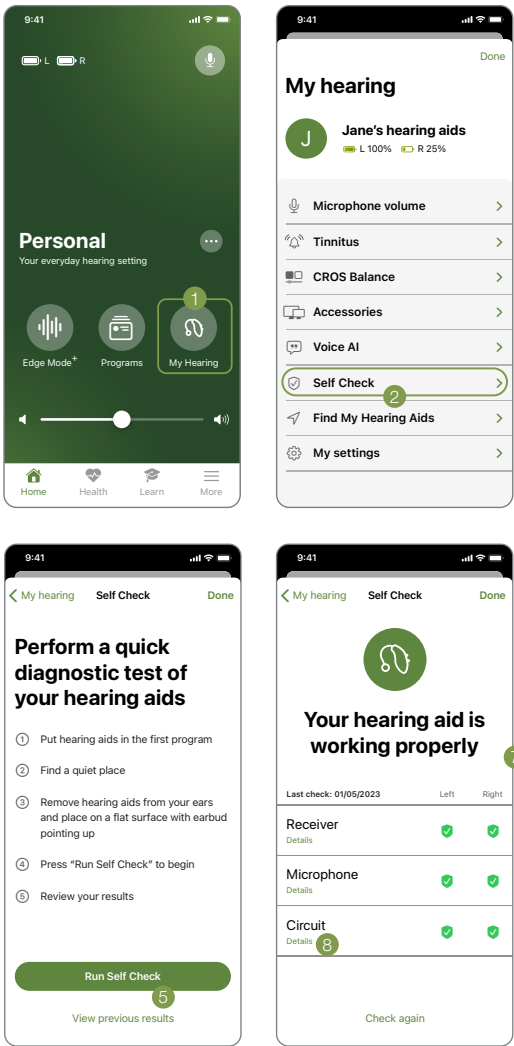 9:41
L R
Personal
Your everyday hearing setting
1
Edge Mode+ Programs My Hearing
Home Health Learn More
9:41
Done
My hearing
J
Jane's hearing aids
L 100% R 25%
Microphone volume
Tinnitus
CROS Balance
Accessories
Voice AI
Self Check
2
Find My Hearing Aids
My settings
9:41
My hearing Self Check Done
Perform a quick
diagnostic test of
your hearing aids
1 Put hearing aids in the first program
2 Find a quiet place
3 Remove hearing aids from your ears
and place on a flat surface with earbud
pointing up
4 Press “Run Self Check” to begin
5 Review your results
Run Self Check
5
View previous results
9:41
My hearing Self Check Done
Your hearing aid is
working properly
7
Last check: 01/05/2023 Left Right
Receiver
Details
Microphone
Details
Circuit
Details
8
Check again